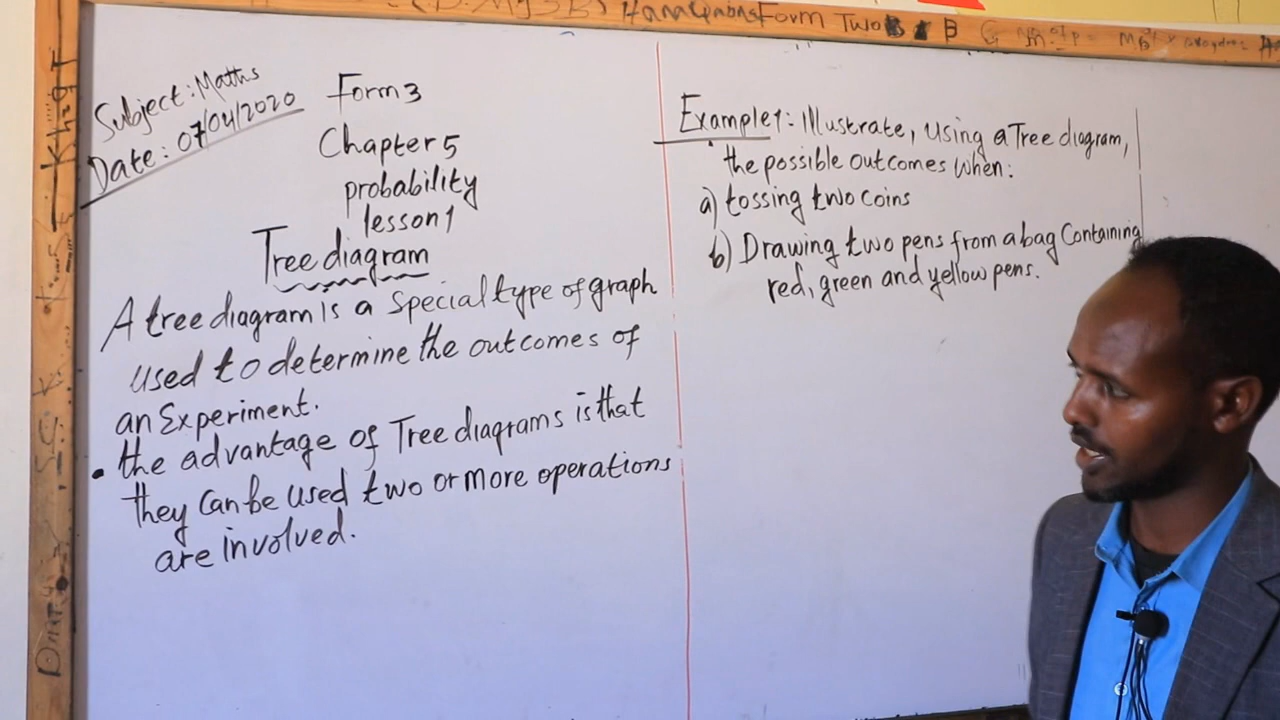 Form Two B
Subject: Maths
Date: 07/04/2020
Form 3
Chapter 5
probability
lesson 1
Tree diagram
A tree diagram is a special type of graph
used to determine the outcomes of
an Experiment.
• the advantage of Tree diagrams is that
they can be used two or more operations
are involved.
Example1: Illustrate, using a Tree diagram,
the possible outcomes when:
a) tossing two coins
b) Drawing two pens from a bag Containing
red, green and yellow pens.